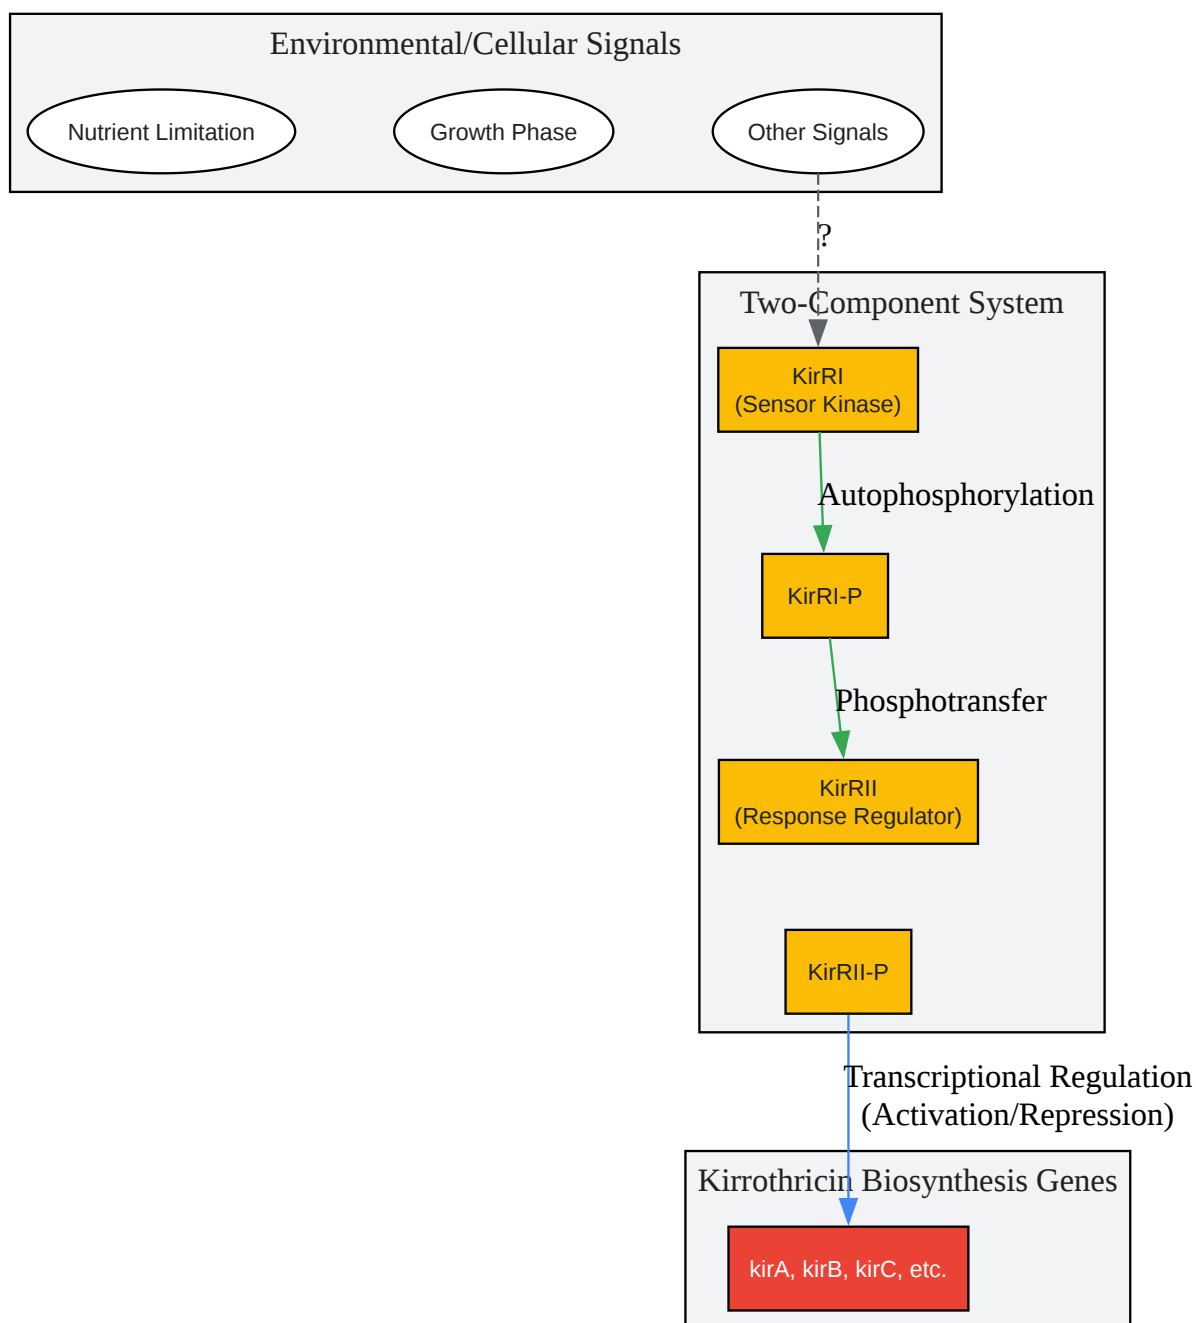 Environmental/Cellular Signals
Nutrient Limitation
Growth Phase
Other Signals
?
Two-Component System
KirRI
(Sensor Kinase)
Autophosphorylation
KirRI-P
Phosphotransfer
KirRII
(Response Regulator)
KirRII-P
Transcriptional Regulation
(Activation/Repression)
Kirrothricin Biosynthesis Genes
kirA, kirB, kirC, etc.